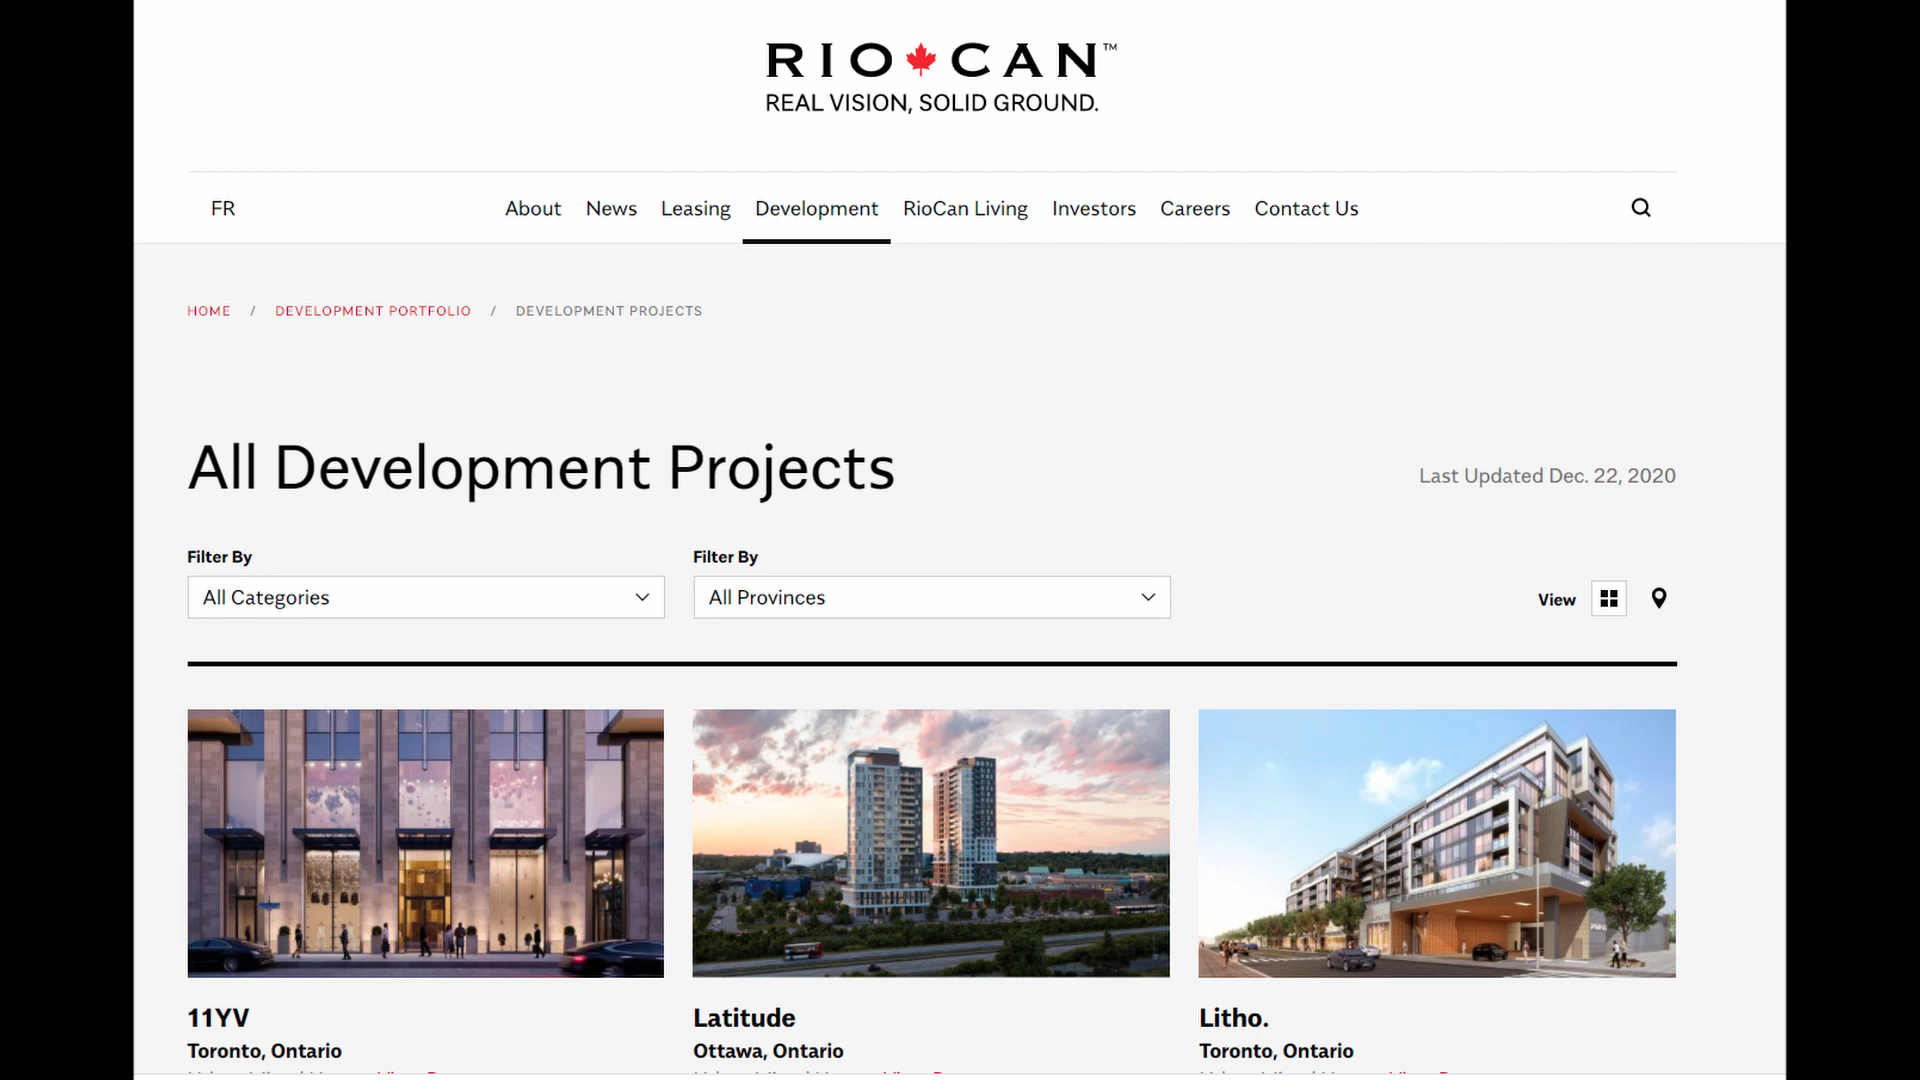 RIO CAN™
REAL VISION, SOLID GROUND.
FR
About News Leasing Development RioCan Living Investors Careers Contact Us
HOME / DEVELOPMENT PORTFOLIO / DEVELOPMENT PROJECTS
All Development Projects
Last Updated Dec. 22, 2020
Filter By
All Categories
Filter By
All Provinces
View
11YV
Toronto, Ontario
Latitude
Ottawa, Ontario
Litho.
Toronto, Ontario